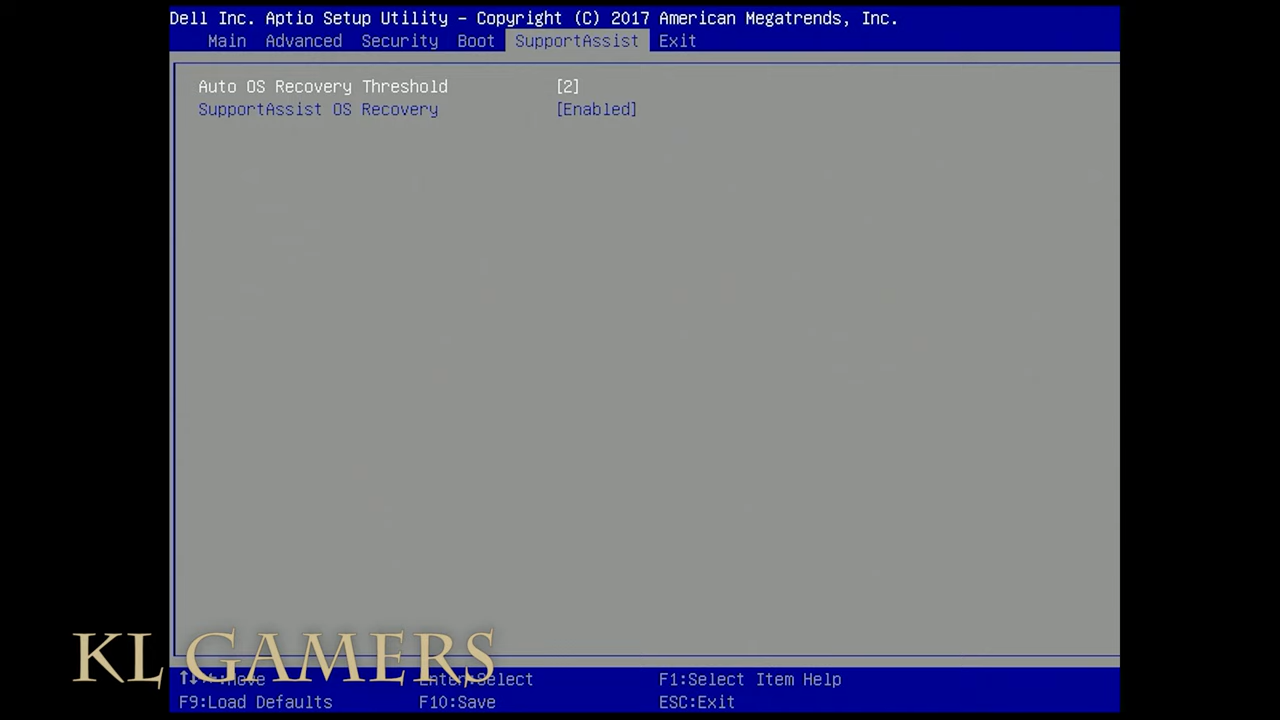 Dell Inc. Aptio Setup Utility - Copyright (C) 2017 American Megatrends, Inc.
Main Advanced Security Boot SupportAssist Exit
Auto OS Recovery Threshold [2]
SupportAssist OS Recovery [Enabled]
KL GAMERS
Enter:Select F1:Select Item Help
F9:Load Defaults F10:Save ESC:Exit